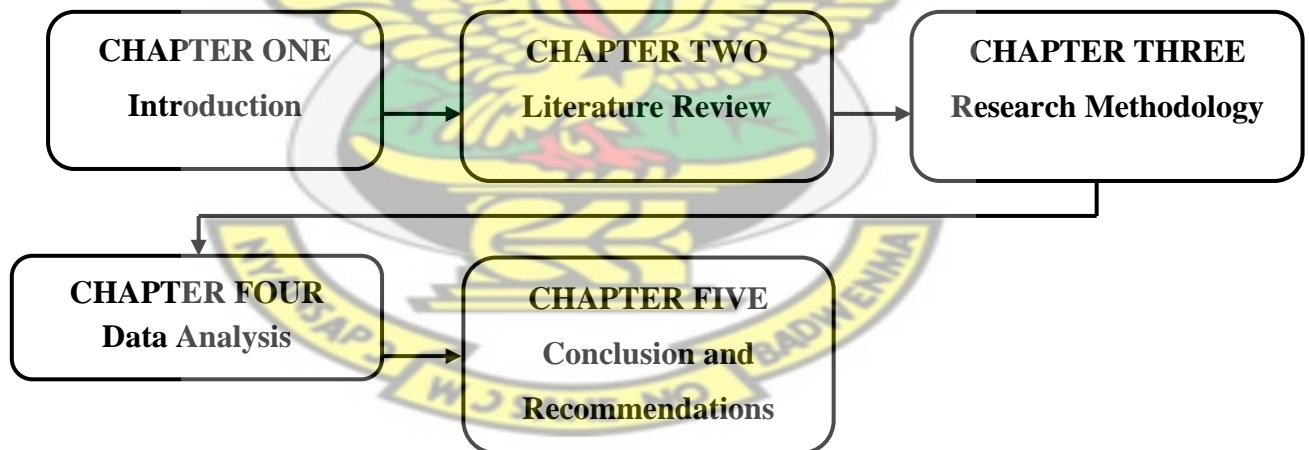 CHAPTER ONE
Introduction
CHAPTER TWO
Literature Review
CHAPTER THREE
Research Methodology
CHAPTER FOUR
Data Analysis
CHAPTER FIVE
Conclusion and
Recommendations
BADWENMA